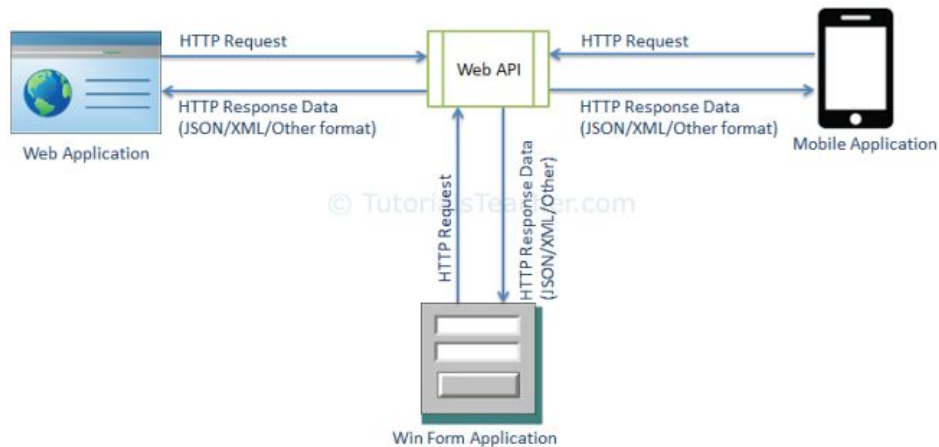 HTTP Request
HTTP Request
Web API
HTTP Response Data
(JSON/XML/Other format)
HTTP Response Data
(JSON/XML/Other format)
Web Application
Mobile Application
© TutorialsTeacher.com
HTTP Request
HTTP Response Data
(JSON/XML/Other)
Win Form Application